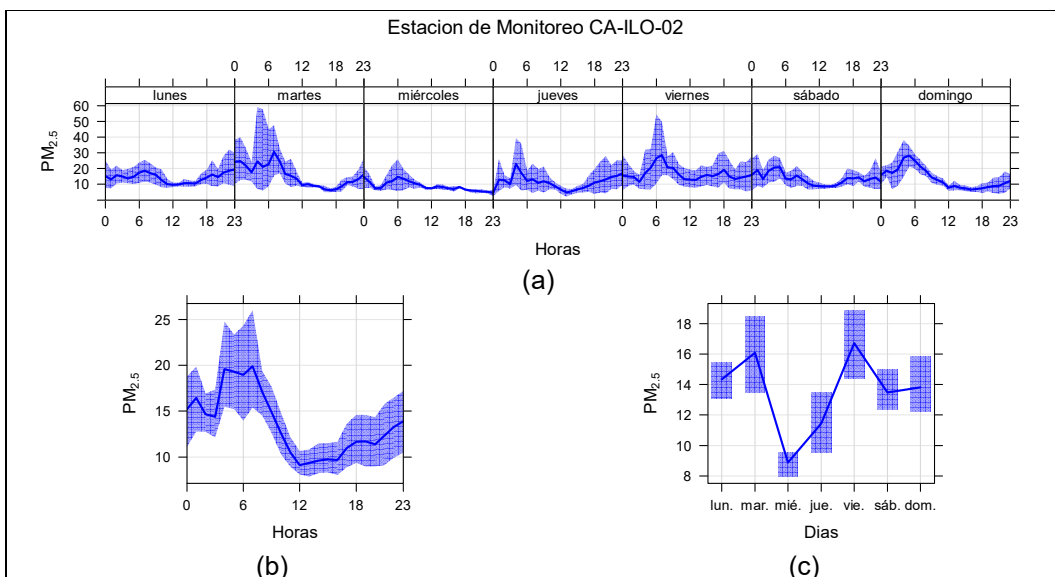 Estacion de Monitoreo CA-ILO-02
0 6 12 18 23 0 6 12 18 23 0 6 12 18 23
lunes martes miércoles jueves viernes sábado domingo
PM2.5
60
50
40
30
20
10
0 6 12 18 23 0 6 12 18 23 0 6 12 18 23 0 6 12 18 23
Horas
(a)
PM2.5
25
20
15
10
0 6 12 18 23
Horas
(b)
PM2.5
18
16
14
12
10
8
lun. mar. mié. jue. vie. sáb. dom.
Dias
(c)